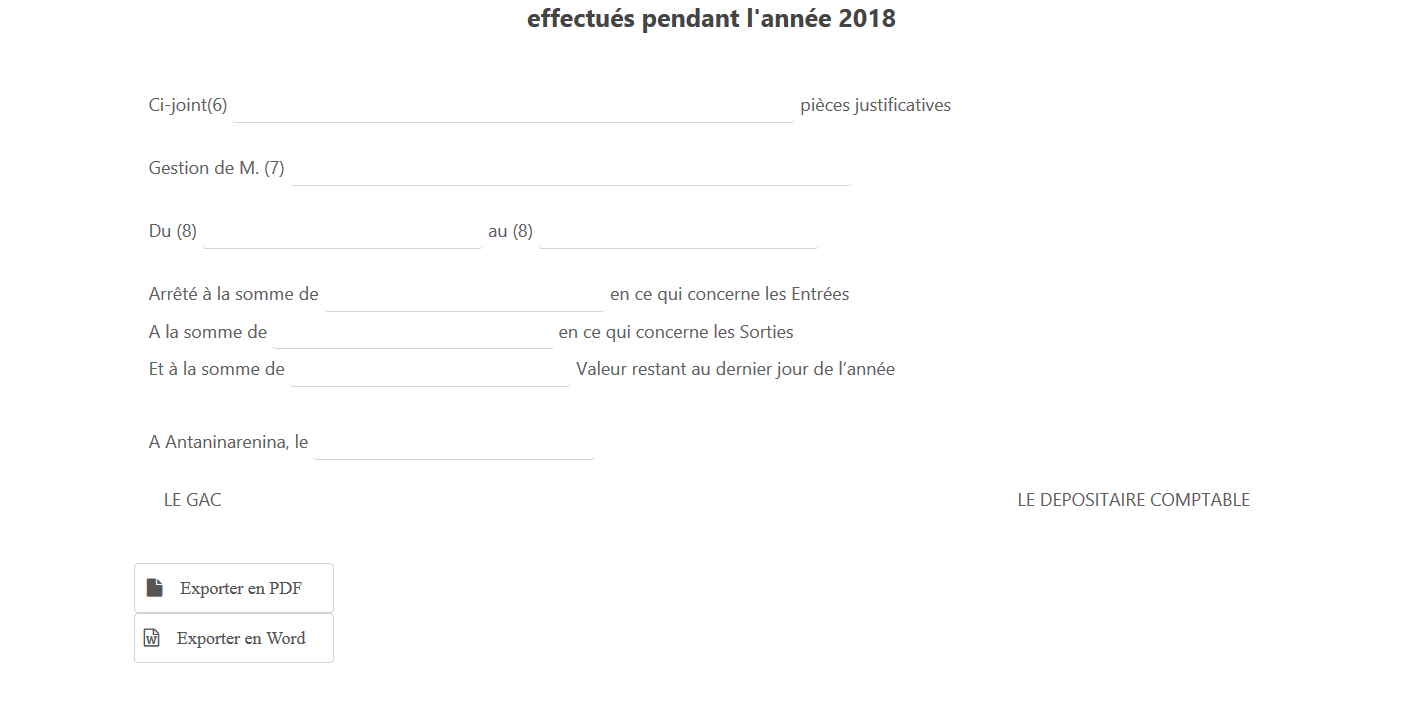 effectués pendant l'année 2018
Ci-joint(6) pièces justificatives
Gestion de M. (7)
Du (8) au (8)
Arrêté à la somme de en ce qui concerne les Entrées
A la somme de en ce qui concerne les Sorties
Et à la somme de Valeur restant au dernier jour de l’année
A Antaninarenina, le
LE GAC LE DEPOSITAIRE COMPTABLE
Exporter en PDF
Exporter en Word